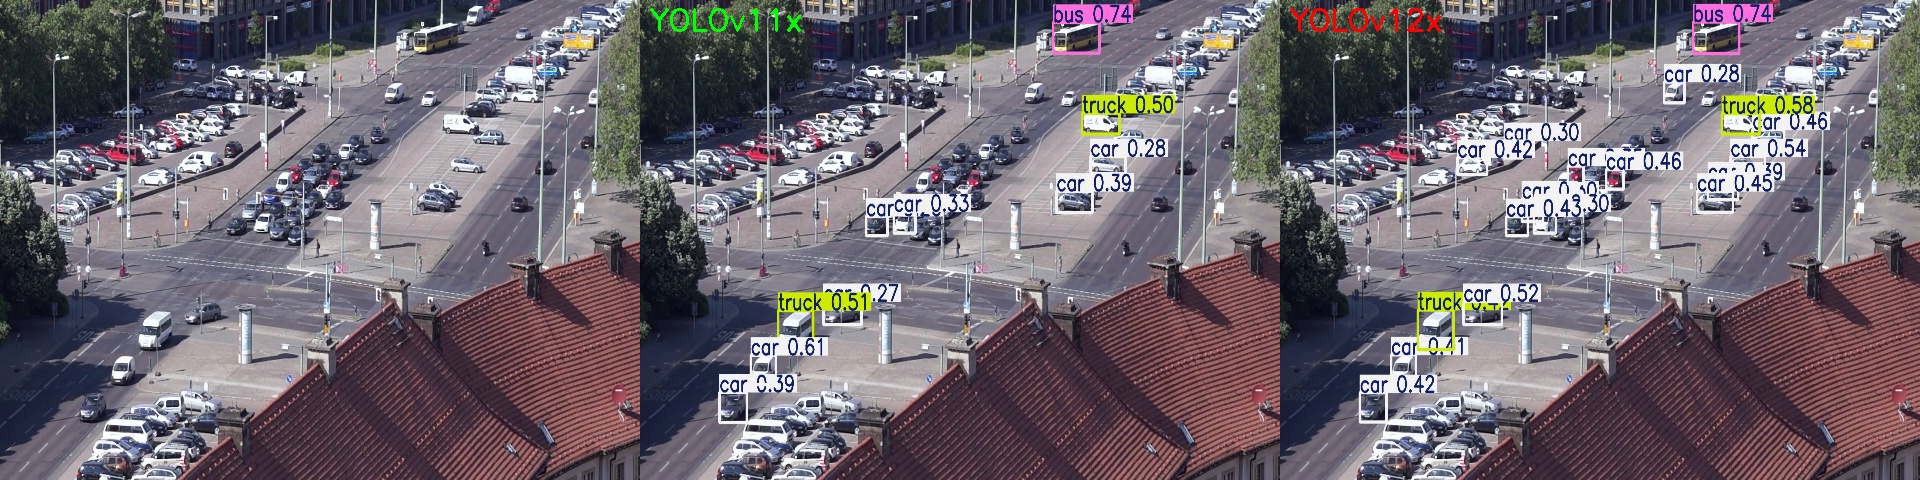 YOLOv11x
bus 0.74
truck 0.50
car 0.28
car 0.39
car
car 0.33
truck 0.51
car 0.27
car 0.61
car 0.39
YOLOv12x
bus 0.74
car 0.28
truck 0.58
car 0.46
car 0.30
car 0.54
car 0.42
car
car 0.46
car 0.45
car 0.43
truck
car 0.52
car 0.42